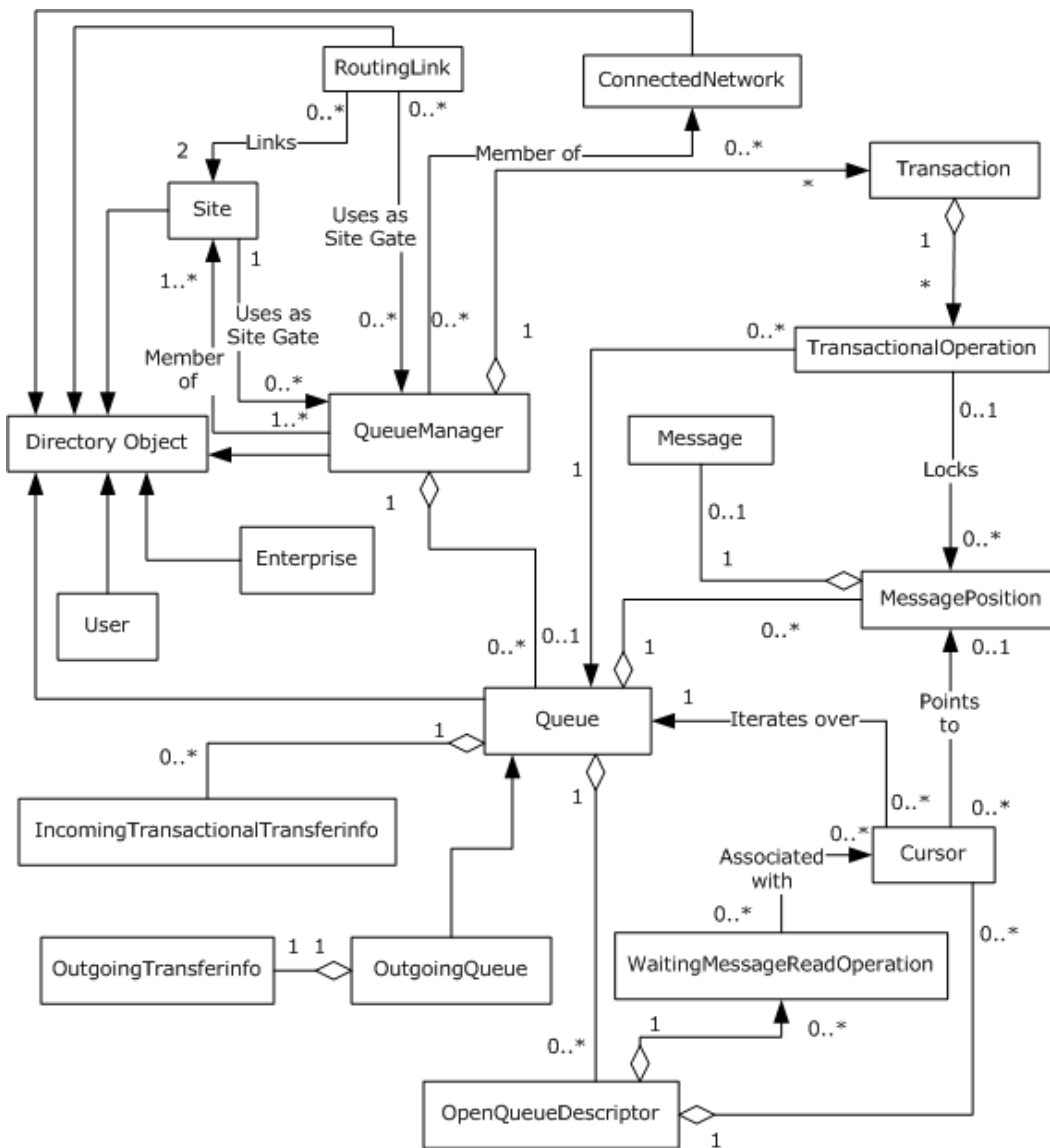 RoutingLink
ConnectedNetwork
0..*
0..*
Links
2
Member of
0..*
Transaction
*
Site
Uses as
Site Gate
1
1
1..*
*
Uses as
Site Gate
0..*
0..*
1
0..*
TransactionalOperation
Member
of
0..*
1..*
0..1
Directory Object
QueueManager
Message
1
Locks
1
0..1
0..*
Enterprise
1
MessagePosition
User
0..*
0..1
1
0..*
0..1
Queue
1
Iterates over
Points
to
1
0..*
1
0..*
0..*
IncomingTransactionalTransferinfo
0..*
Cursor
Associated
with
0..*
0..*
1
1
OutgoingTransferinfo
OutgoingQueue
WaitingMessageReadOperation
1
0..*
0..*
OpenQueueDescriptor
1